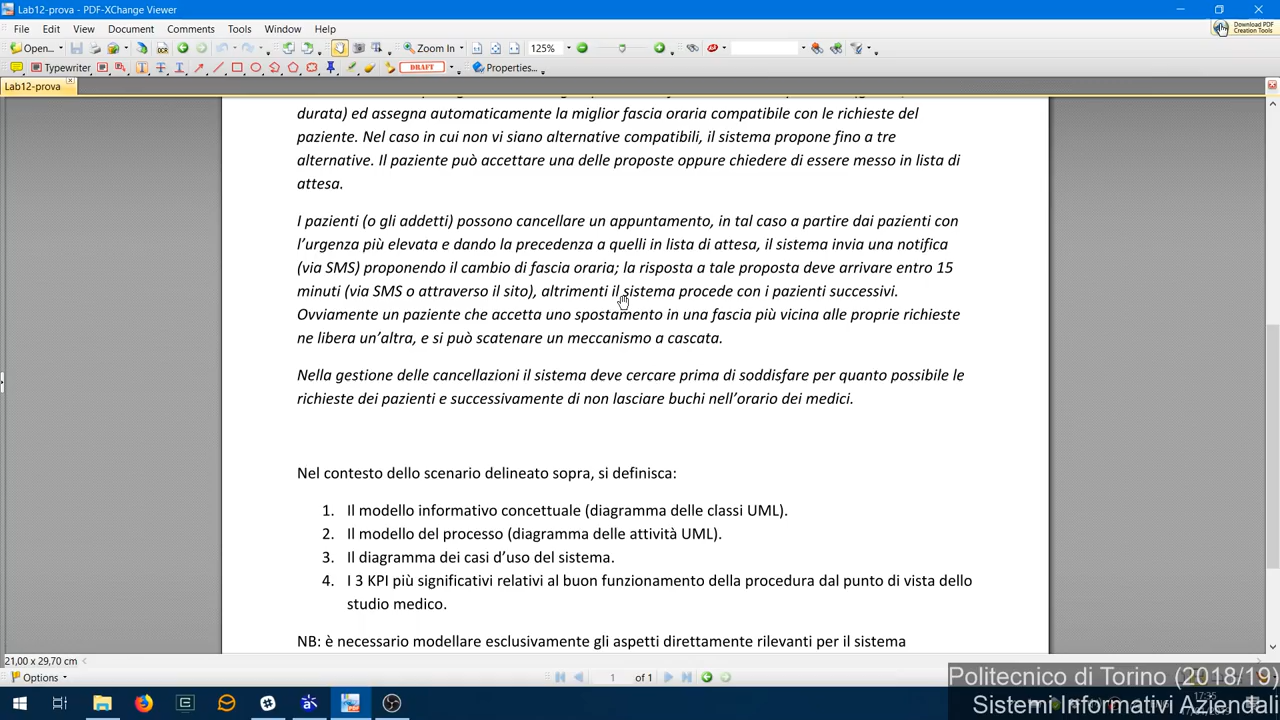 Lab12-prova - PDF-XChange Viewer
File Edit View Document Comments Tools Window Help
Download PDF
Creation Tools
Open... Zoom In 125%
Typewriter DRAFT Properties...
Lab12-prova
durata) ed assegna automaticamente la miglior fascia oraria compatibile con le richieste del
paziente. Nel caso in cui non vi siano alternative compatibili, il sistema propone fino a tre
alternative. Il paziente può accettare una delle proposte oppure chiedere di essere messo in lista di
attesa.
I pazienti (o gli addetti) possono cancellare un appuntamento, in tal caso a partire dai pazienti con
l'urgenza più elevata e dando la precedenza a quelli in lista di attesa, il sistema invia una notifica
(via SMS) proponendo il cambio di fascia oraria; la risposta a tale proposta deve arrivare entro 15
minuti (via SMS o attraverso il sito), altrimenti il sistema procede con i pazienti successivi.
Ovviamente un paziente che accetta uno spostamento in una fascia più vicina alle proprie richieste
ne libera un'altra, e si può scatenare un meccanismo a cascata.
Nella gestione delle cancellazioni il sistema deve cercare prima di soddisfare per quanto possibile le
richieste dei pazienti e successivamente di non lasciare buchi nell'orario dei medici.
Nel contesto dello scenario delineato sopra, si definisca:
1. Il modello informativo concettuale (diagramma delle classi UML).
2. Il modello del processo (diagramma delle attività UML).
3. Il diagramma dei casi d'uso del sistema.
4. I 3 KPI più significativi relativi al buon funzionamento della procedura dal punto di vista dello
studio medico.
NB: è necessario modellare esclusivamente gli aspetti direttamente rilevanti per il sistema
21,00 x 29,70 cm
Options 1 of 1
Politecnico di Torino (2018/19)
17:35
Sistemi Informativi Aziendali